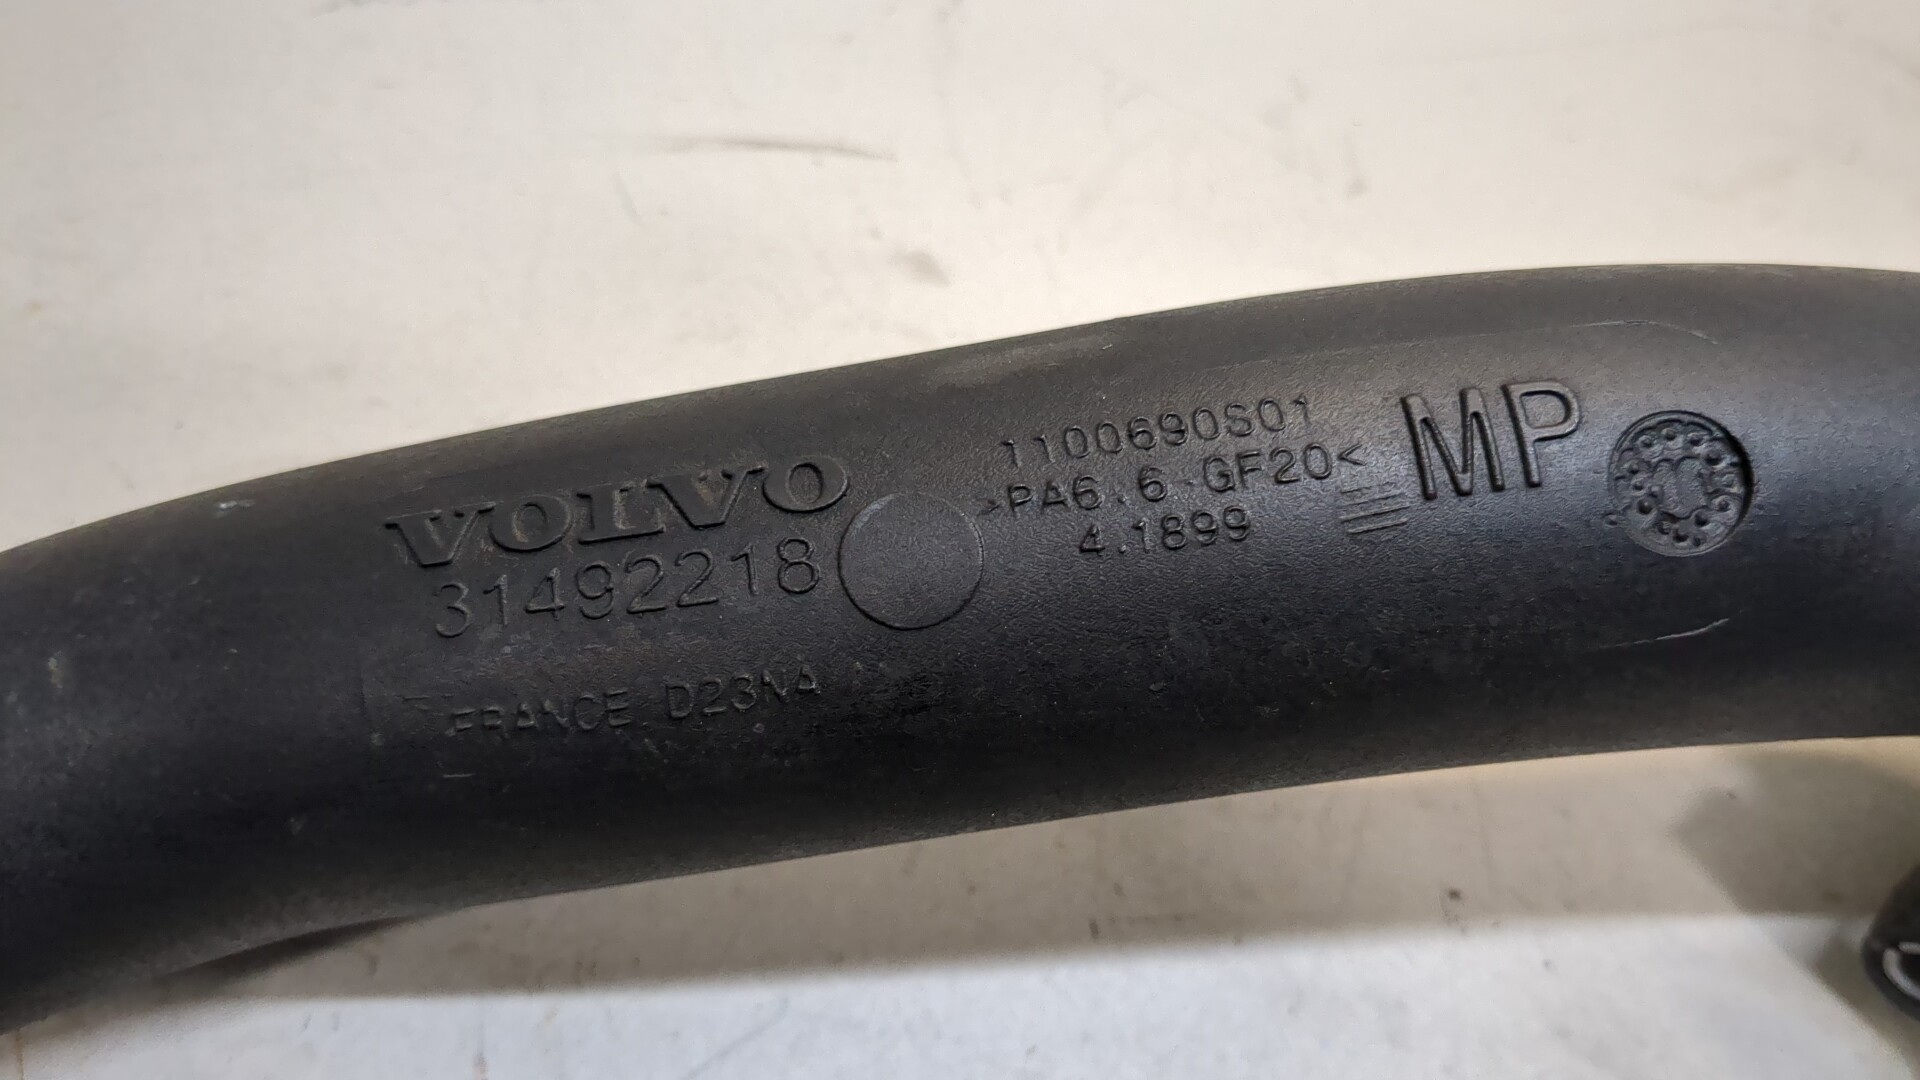 VOLVO
31492218
FRANCE D23NA
1100690S01
>PA6.6 GF20<
4.1899
MP